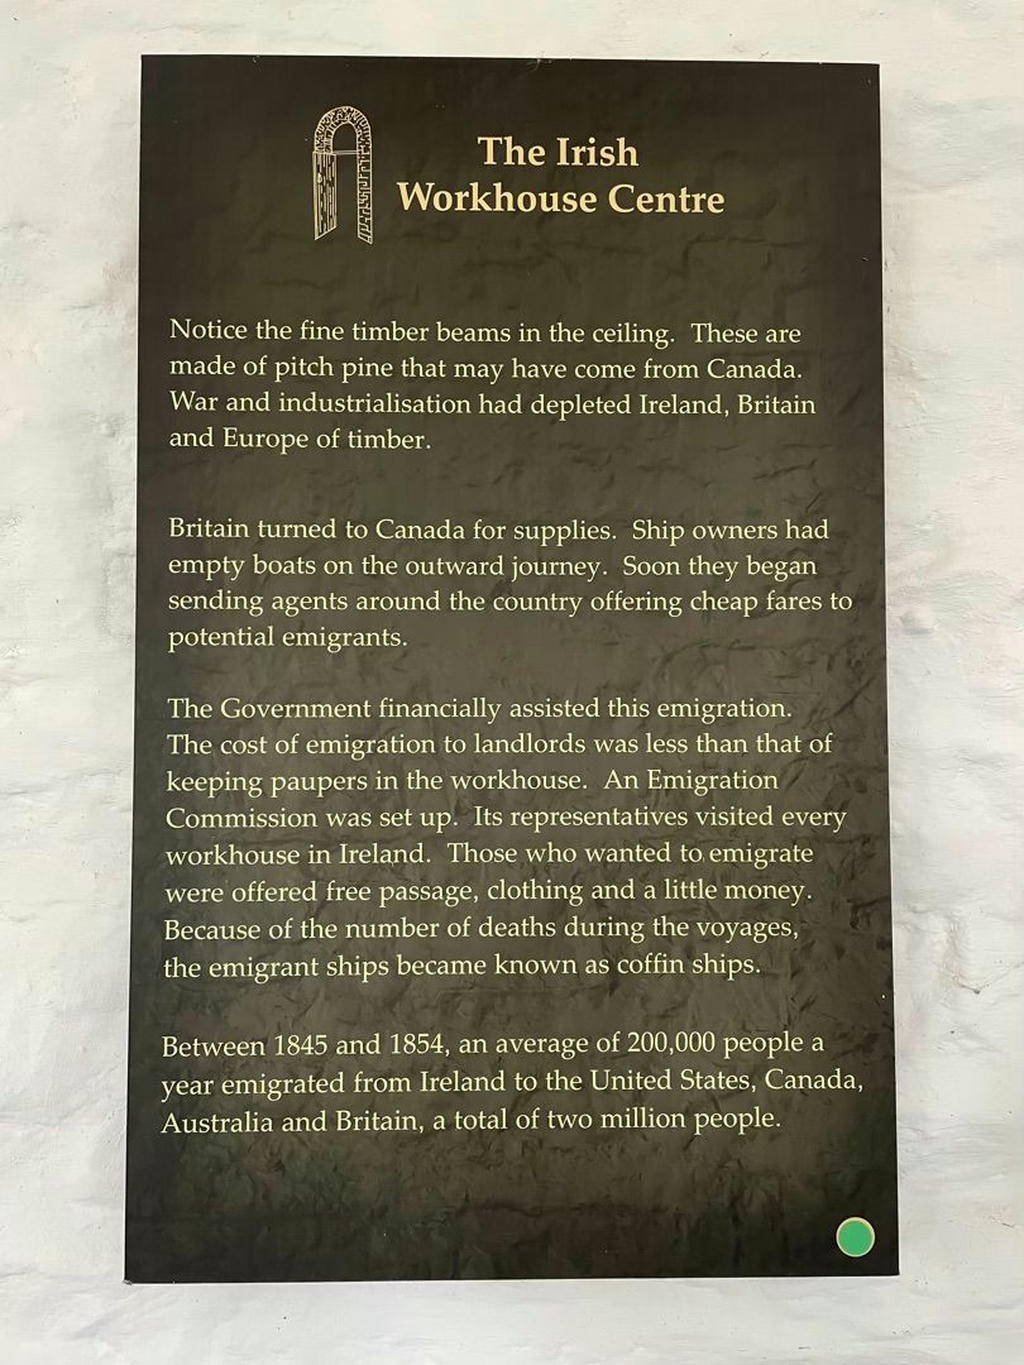 The Irish
Workhouse Centre
Notice the fine timber beams in the ceiling.  These are
made of pitch pine that may have come from Canada.
War and industrialisation had depleted Ireland, Britain
and Europe of timber.
Britain turned to Canada for supplies.  Ship owners had
empty boats on the outward journey.  Soon they began
sending agents around the country offering cheap fares to
potential emigrants.
The Government financially assisted this emigration.
The cost of emigration to landlords was less than that of
keeping paupers in the workhouse.  An Emigration
Commission was set up.  Its representatives visited every
workhouse in Ireland.  Those who wanted to emigrate
were offered free passage, clothing and a little money.
Because of the number of deaths during the voyages,
the emigrant ships became known as coffin ships.
Between 1845 and 1854, an average of 200,000 people a
year emigrated from Ireland to the United States, Canada,
Australia and Britain, a total of two million people.